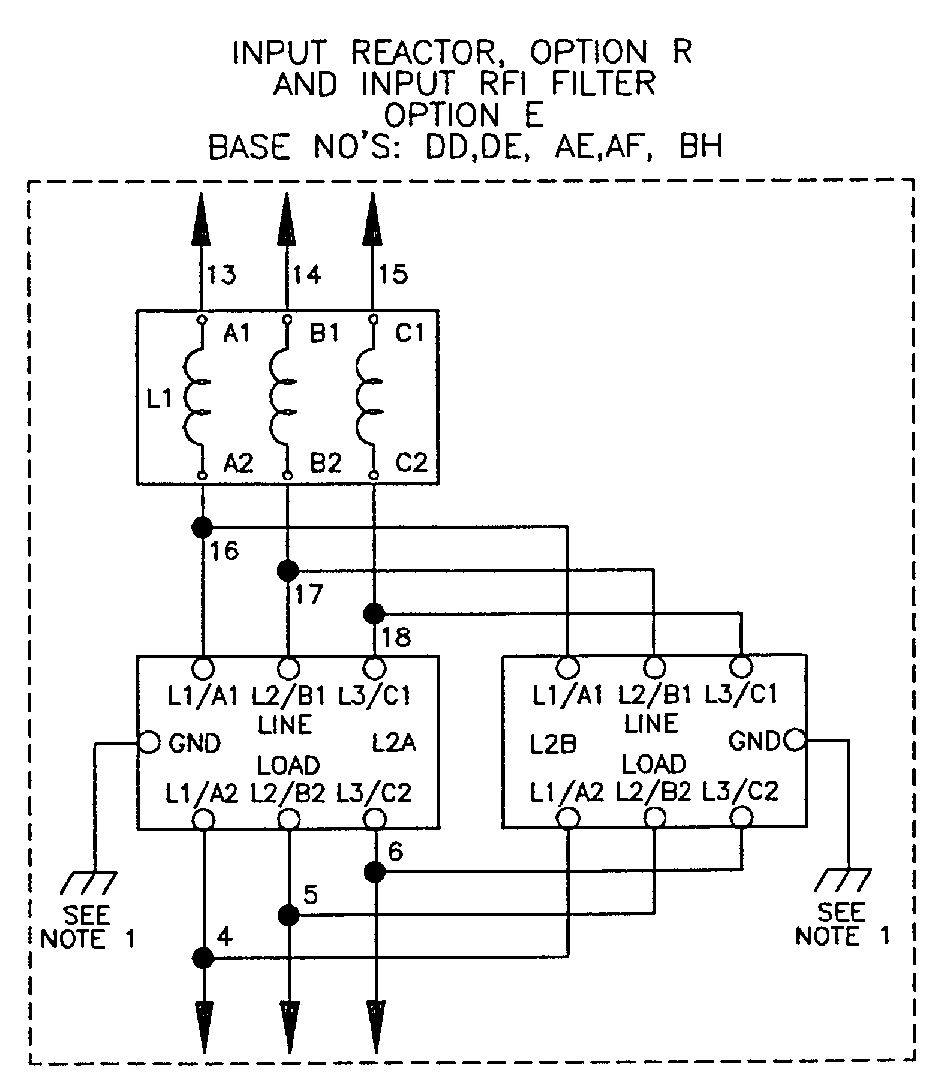 INPUT REACTOR, OPTION R
AND INPUT RFI FILTER
OPTION E
BASE NO'S: DD,DE, AE,AF, BH
13 14 15
A1 B1 C1
L1
A2 B2 C2
16
17
18
L1/A1 L2/B1 L3/C1
LINE
GND L2A
LOAD
L1/A2 L2/B2 L3/C2
L1/A1 L2/B1 L3/C1
LINE
L2B GND
LOAD
L1/A2 L2/B2 L3/C2
6
5
4
SEE
NOTE 1
SEE
NOTE 1